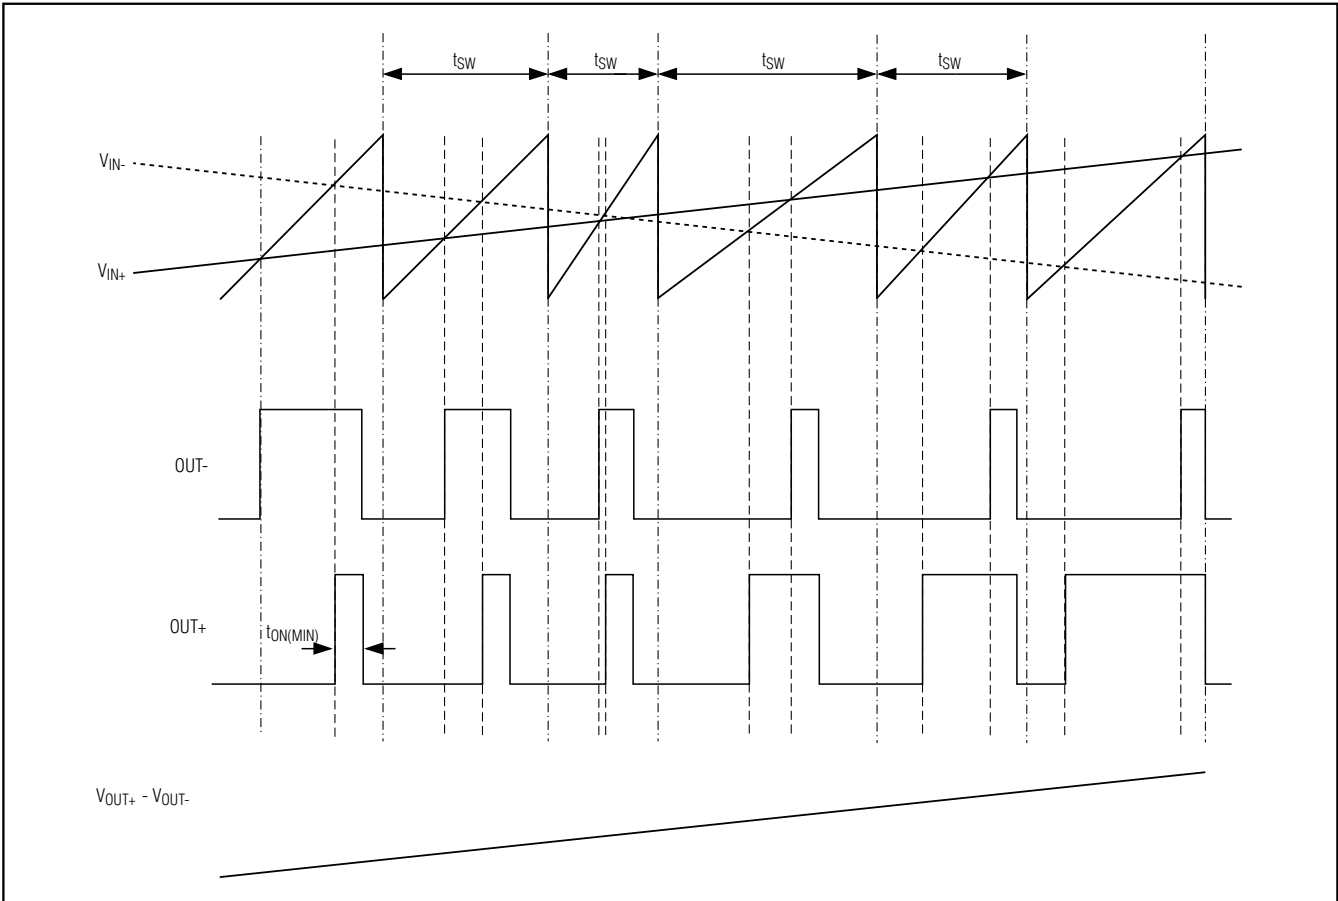 tSW tSW tSW tSW
VIN-
VIN+
OUT-
OUT+
tON(MIN)
VOUT+ - VOUT-